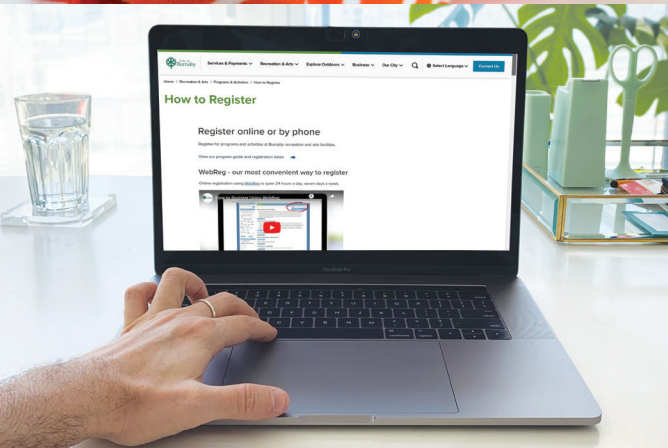 Burnaby
Services & Payments Recreation & Arts Explore Outdoors Business Our City Select Language Contact Us
Home / Recreation & Arts / Programs & Activities / How to Register
How to Register
Register online or by phone
Register for programs and activities at Burnaby recreation and arts facilities.
View our program guide and registration dates
WebReg - our most convenient way to register
Online registration using WebReg is open 24 hours a day, seven days a week.
How to Register Using WebReg
MacBook Pro